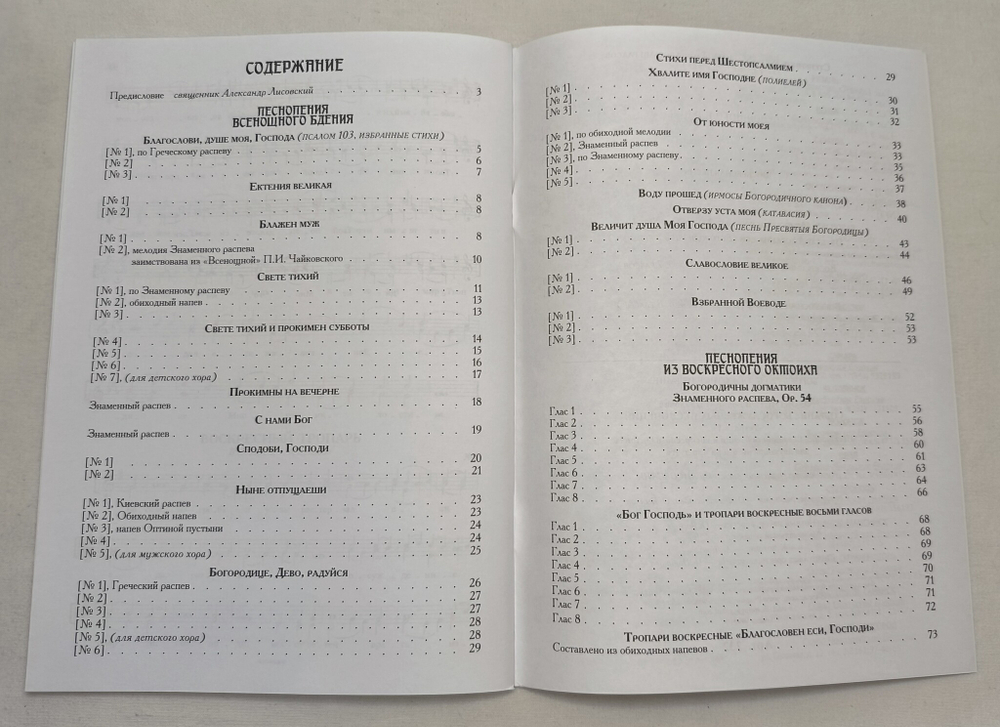 СОДЕРЖАНИЕ
Предисловие священник Александр Лисовский 3
ПЕСНОПЕНИЯ
ВСЕНОЩНОГО БДЕНИЯ
Благослови, душе моя, Господа (псалом 103, избранные стихи)
[№ 1], по Греческому распеву 5
[№ 2] 6
[№ 3] 7
Ектения великая
[№ 1] 8
[№ 2] 8
Блажен муж
[№ 1] 8
[№ 2], мелодия Знаменного распева
заимствована из «Всенощной» П.И. Чайковского 10
Свете тихий
[№ 1], по Знаменному распеву 11
[№ 2], обиходный напев 13
[№ 3] 13
Свете тихий и прокимен субботы
[№ 4] 14
[№ 5] 15
[№ 6] 16
[№ 7], (для детского хора) 17
Прокимны на вечерне
Знаменный распев 18
С нами Бог
Знаменный распев 19
Сподоби, Господи
[№ 1] 20
[№ 2] 21
Ныне отпущаеши
[№ 1], Киевский распев 23
[№ 2], Обиходный напев 23
[№ 3], напев Оптиной пустыни 24
[№ 4] 24
[№ 5], (для мужского хора) 25
Богородице, Дево, радуйся
[№ 1], Греческий распев 26
[№ 2] 27
[№ 3] 27
[№ 4] 28
[№ 5], (для детского хора) 28
[№ 6] 29
Стихи перед Шестопсалмием 29
Хвалите имя Господне (полиелей)
[№ 1] 30
[№ 2] 31
[№ 3] 32
От юности моея
[№ 1], по обиходной мелодии 33
[№ 2], Знаменный распев 33
[№ 3], по Знаменному распеву 35
[№ 4] 36
[№ 5] 37
Воду прошед (ирмосы Богородичного канона) 38
Отверзу уста моя (катавасия) 40
Величит душа Моя Господа (песнь Пресвятыя Богородицы)
[№ 1] 43
[№ 2] 44
Славословие великое
[№ 1] 46
[№ 2] 49
Взбранной Воеводе
[№ 1] 52
[№ 2] 53
[№ 3] 53
ПЕСНОПЕНИЯ
ИЗ ВОСКРЕСНОГО ОКТОИХА
Богородичны догматики
Знаменного распева, Ор. 54
Глас 1 55
Глас 2 56
Глас 3 58
Глас 4 60
Глас 5 61
Глас 6 63
Глас 7 64
Глас 8 66
«Бог Господь» и тропари воскресные восьми гласов
Глас 1 68
Глас 2 68
Глас 3 69
Глас 4 69
Глас 5 70
Глас 6 71
Глас 7 71
Глас 8 72
Тропари воскресные «Благословен еси, Господи»
Составлено из обиходных напевов 73